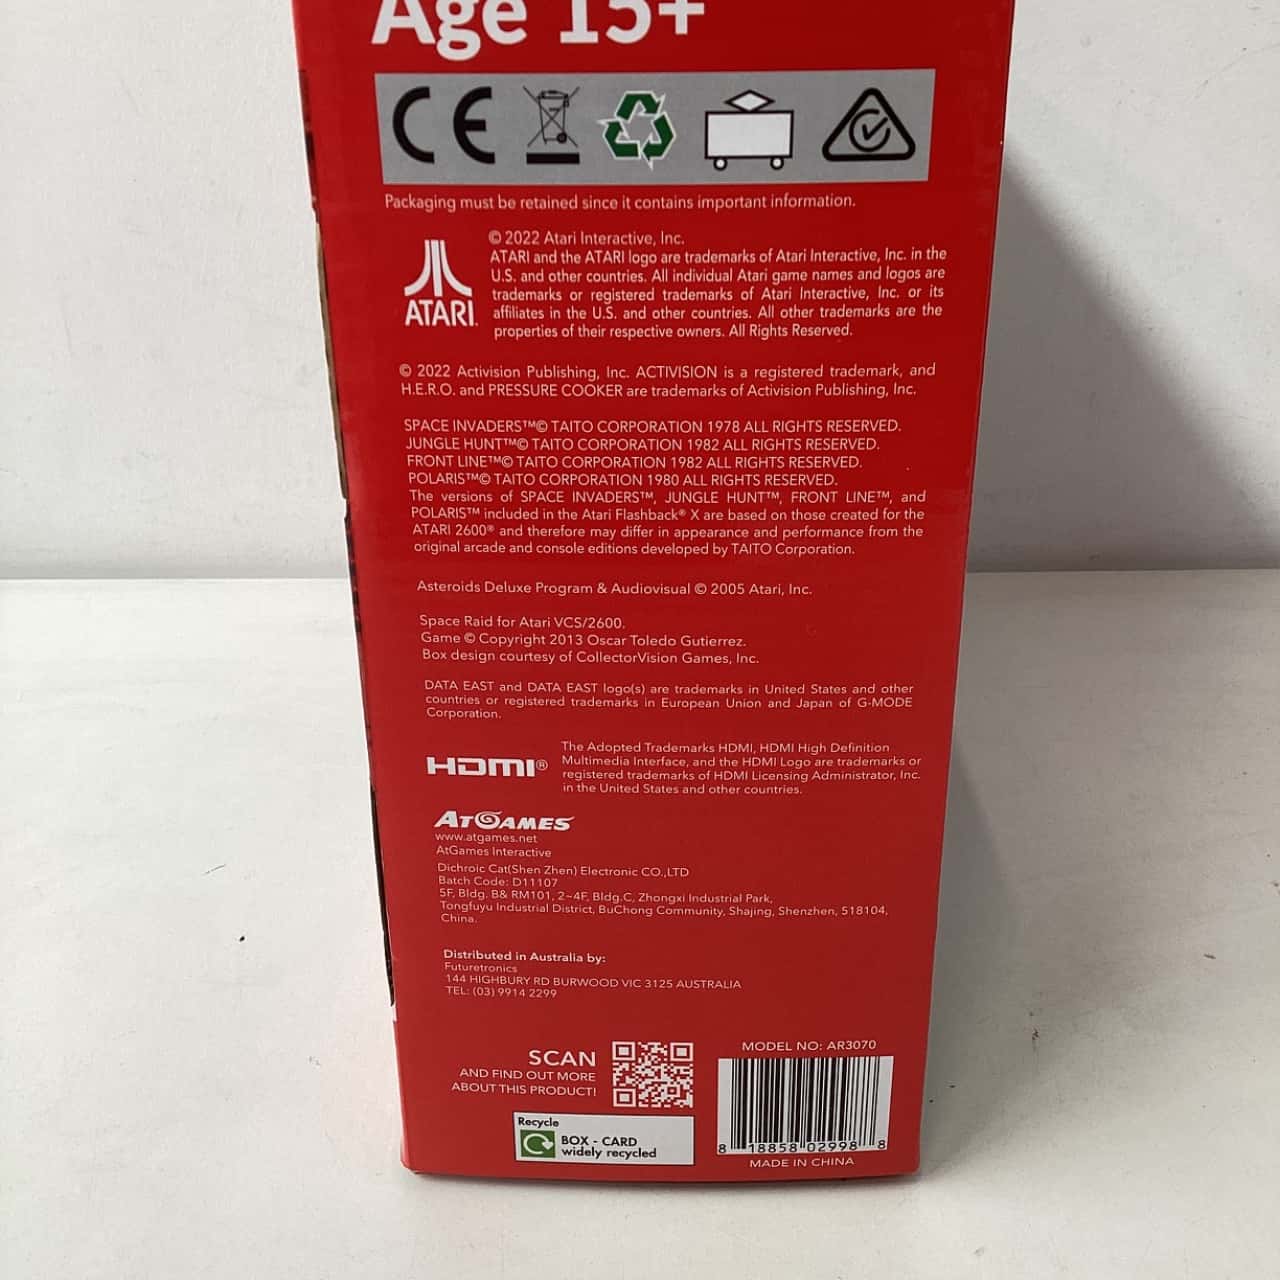 Age 15+
CE
Packaging must be retained since it contains important information.
ATARI
© 2022 Atari Interactive, Inc.
ATARI and the ATARI logo are trademarks of Atari Interactive, Inc. in the
U.S. and other countries. All individual Atari game names and logos are
trademarks or registered trademarks of Atari Interactive, Inc. or its
affiliates in the U.S. and other countries. All other trademarks are the
properties of their respective owners. All Rights Reserved.
© 2022 Activision Publishing, Inc. ACTIVISION is a registered trademark, and
H.E.R.O. and PRESSURE COOKER are trademarks of Activision Publishing, Inc.
SPACE INVADERS™© TAITO CORPORATION 1978 ALL RIGHTS RESERVED.
JUNGLE HUNT™© TAITO CORPORATION 1982 ALL RIGHTS RESERVED.
FRONT LINE™© TAITO CORPORATION 1982 ALL RIGHTS RESERVED.
POLARIS™© TAITO CORPORATION 1980 ALL RIGHTS RESERVED.
The versions of SPACE INVADERS™, JUNGLE HUNT™, FRONT LINE™, and
POLARIS™ included in the Atari Flashback® X are based on those created for the
ATARI 2600® and therefore may differ in appearance and performance from the
original arcade and console editions developed by TAITO Corporation.
Asteroids Deluxe Program & Audiovisual © 2005 Atari, Inc.
Space Raid for Atari VCS/2600.
Game © Copyright 2013 Oscar Toledo Gutierrez.
Box design courtesy of CollectorVision Games, Inc.
DATA EAST and DATA EAST logo(s) are trademarks in United States and other
countries or registered trademarks in European Union and Japan of G-MODE
Corporation.
HDMI®
The Adopted Trademarks HDMI, HDMI High Definition
Multimedia Interface, and the HDMI Logo are trademarks or
registered trademarks of HDMI Licensing Administrator, Inc.
in the United States and other countries.
ATGAMES
www.atgames.net
AtGames Interactive
Dichroic Cat(Shen Zhen) Electronic CO.,LTD
Batch Code: D11107
5F, Bldg. B& RM101, 2~4F, Bldg.C, Zhongxi Industrial Park,
Tongfuyu Industrial District, BuChong Community, Shajing, Shenzhen, 518104,
China.
Distributed in Australia by:
Futuretronics
144 HIGHBURY RD BURWOOD VIC 3125 AUSTRALIA
TEL: (03) 9914 2299
SCAN
AND FIND OUT MORE
ABOUT THIS PRODUCT!
Recycle
BOX - CARD
widely recycled
MODEL NO: AR3070
8 18858 02998 8
MADE IN CHINA